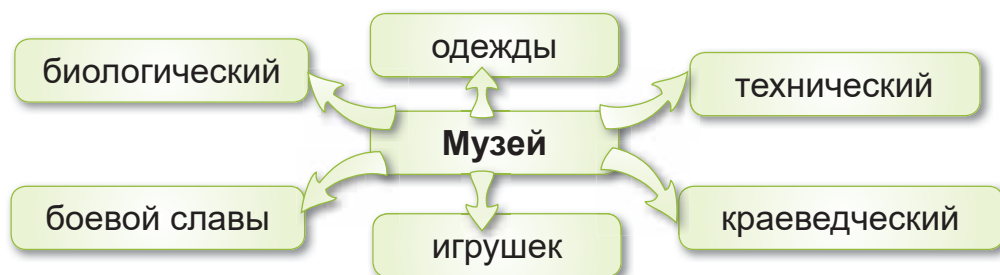 одежды
биологический
технический
Музей
боевой славы
краеведческий
игрушек